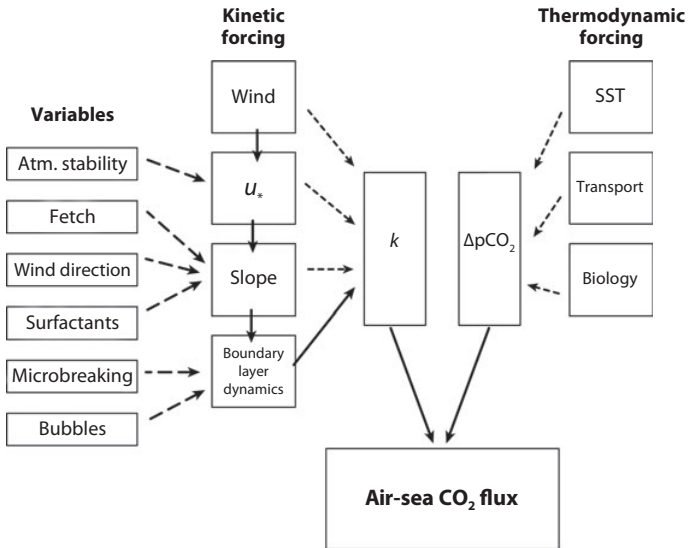 Kinetic
forcing
Thermodynamic
forcing
Variables
Wind
SST
Atm. stability
u*
Transport
Fetch
k
ΔpCO₂
Wind direction
Slope
Biology
Surfactants
Microbreaking
Boundary
layer
dynamics
Bubbles
Air-sea CO₂ flux